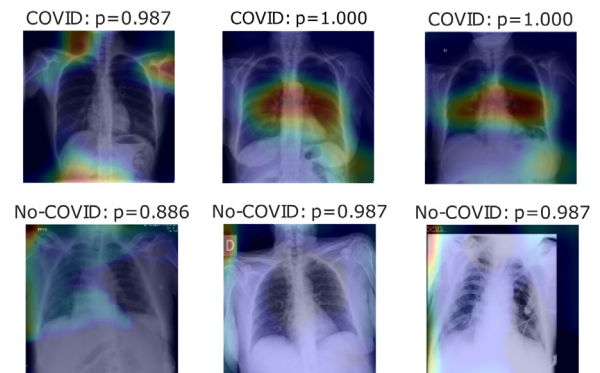 COVID: p=0.987
COVID: p=1.000
COVID: p=1.000
No-COVID: p=0.886
No-COVID: p=0.987
No-COVID: p=0.987
D